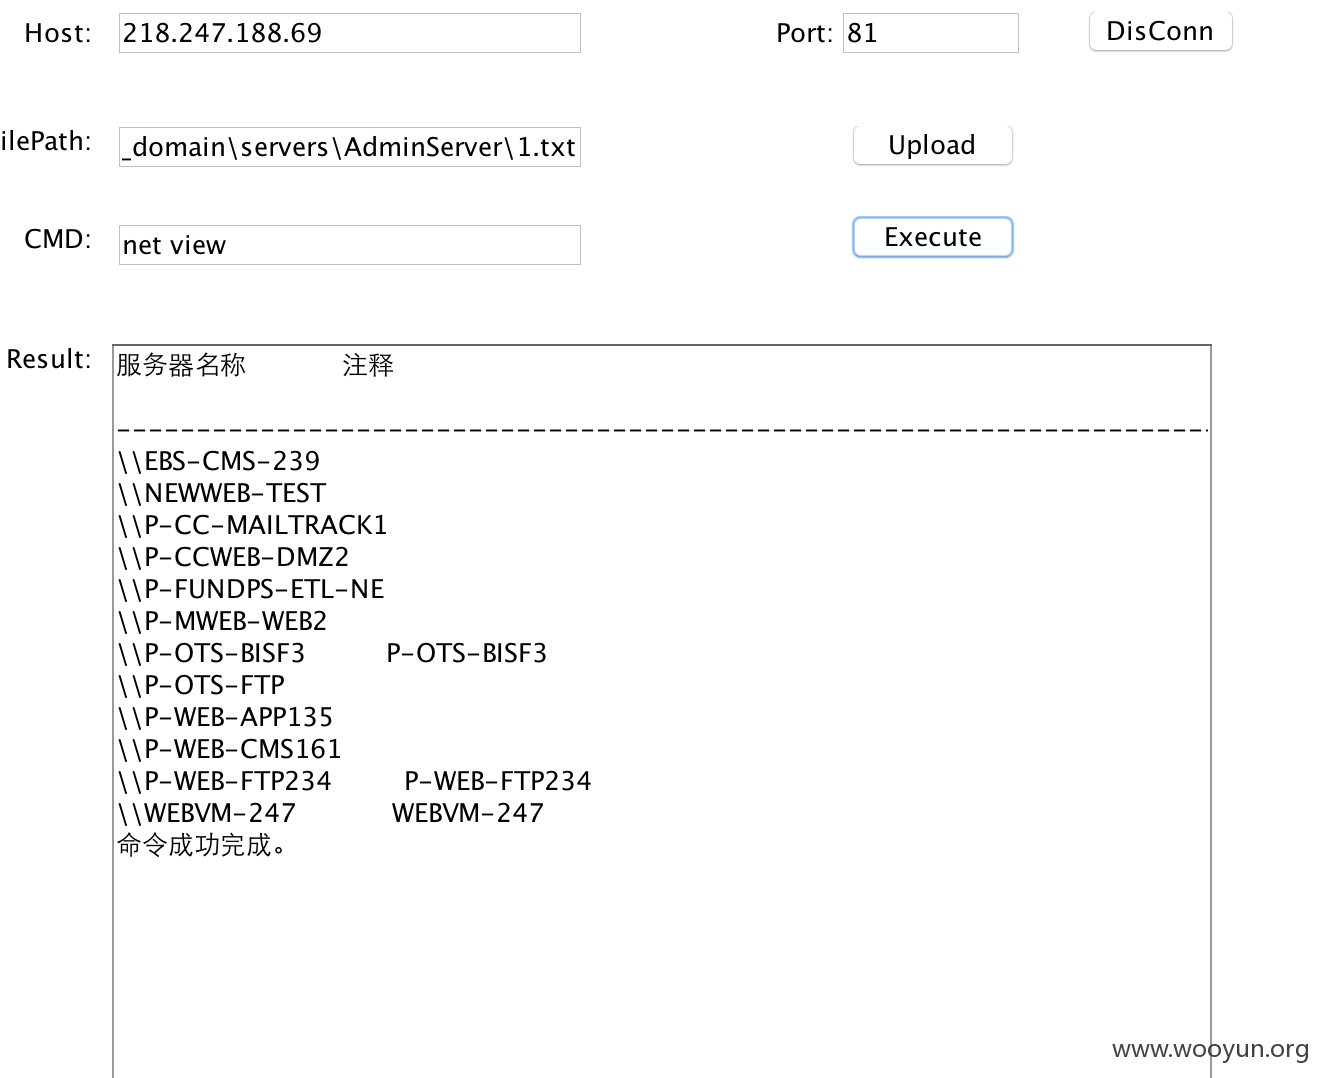 Host: 218.247.188.69 Port: 81 DisConn
ilePath: _domain\servers\AdminServer\1.txt Upload
CMD: net view Execute
Result: 服务器名称 注释
-------------------------------------------------------------------------------
\\EBS-CMS-239
\\NEWWEB-TEST
\\P-CC-MAILTRACK1
\\P-CCWEB-DMZ2
\\P-FUNDPS-ETL-NE
\\P-MWEB-WEB2
\\P-OTS-BISF3 P-OTS-BISF3
\\P-OTS-FTP
\\P-WEB-APP135
\\P-WEB-CMS161
\\P-WEB-FTP234 P-WEB-FTP234
\\WEBVM-247 WEBVM-247
命令成功完成。
www.wooyun.org